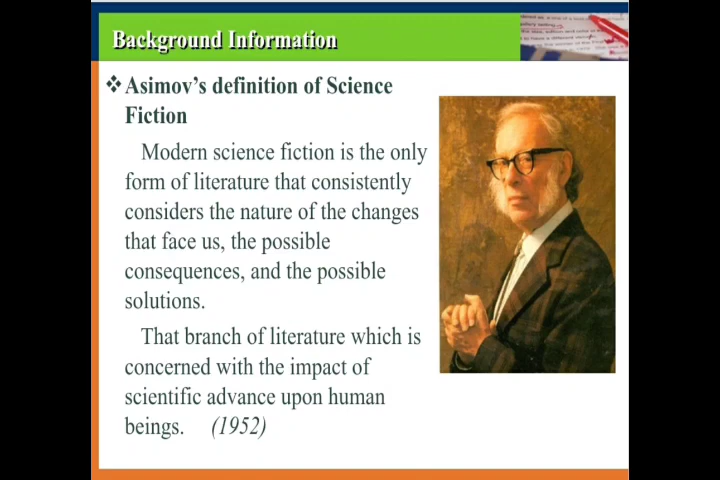 Background Information
❖ Asimov’s definition of Science
Fiction
Modern science fiction is the only
form of literature that consistently
considers the nature of the changes
that face us, the possible
consequences, and the possible
solutions.
That branch of literature which is
concerned with the impact of
scientific advance upon human
beings. (1952)